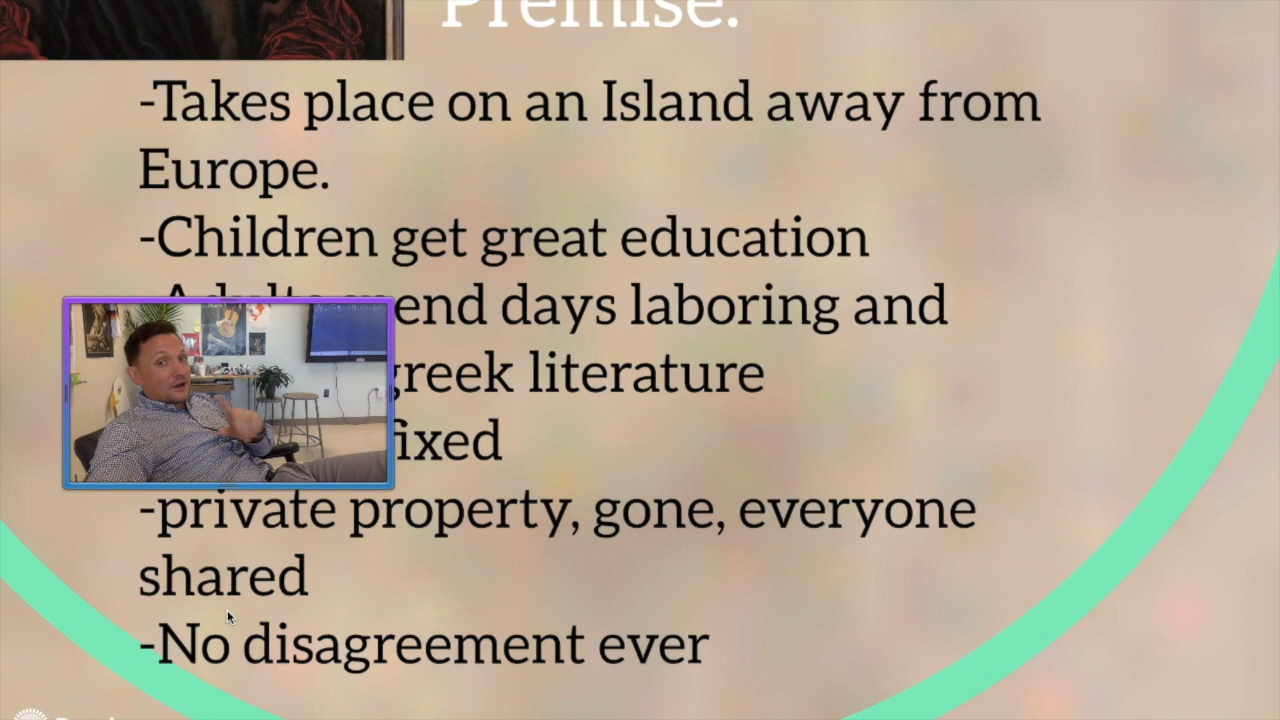 Premise:
-Takes place on an Island away from
Europe.
-Children get great education
end days laboring and
greek literature
ixed
-private property, gone, everyone
shared
-No disagreement ever